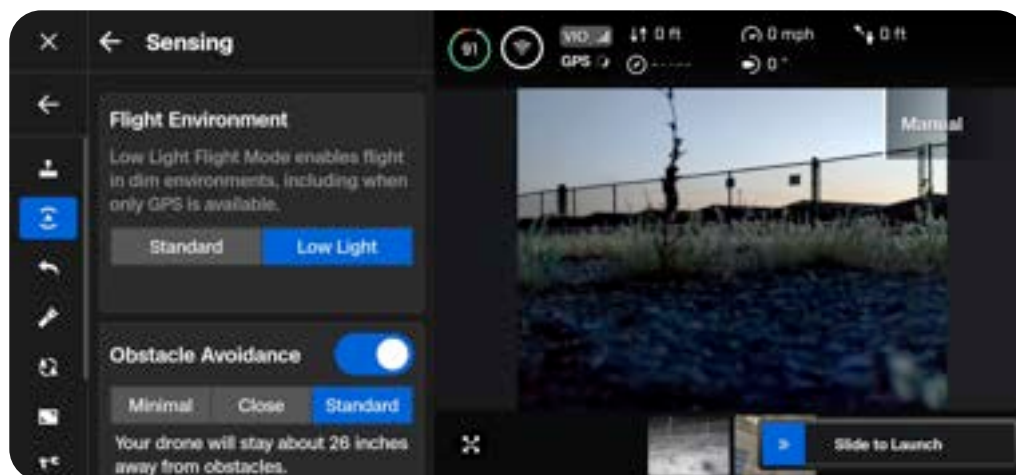 Sensing
Flight Environment
Low Light Flight Mode enables flight
in dim environments, including when
only GPS is available.
Standard Low Light
Obstacle Avoidance
Minimal Close Standard
Your drone will stay about 26 inches
away from obstacles.
91 VIO 0 ft 0 mph 0 ft
GPS ----- 0°
Manual
Slide to Launch